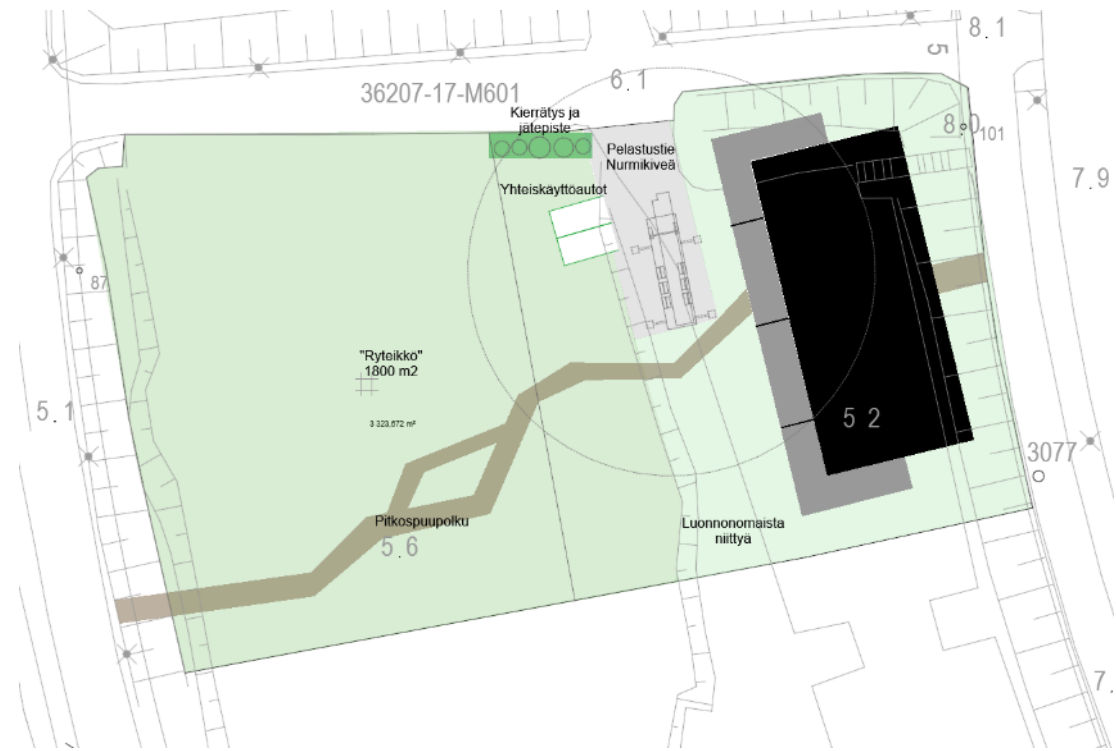 8.1
5
6.1
36207-17-M601
Kierrätys ja
jätepiste
8.0
101
Pelastustie
Nurmikiveä
7.9
Yhteiskäyttöautot
87
"Ryteikko"
1800 m2
5.1
3 323,672 m²
5 2
3077
Pitkospuupolku
5.6
Luonnonomaista
niittyä
7.